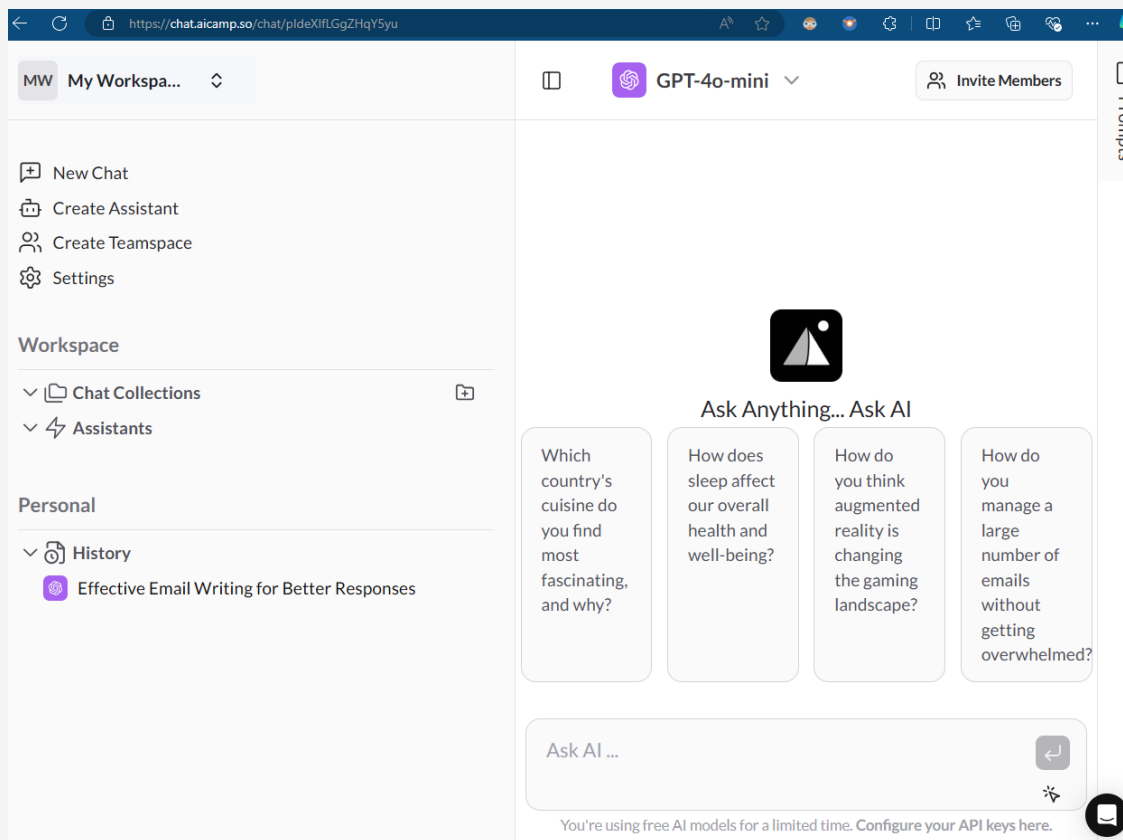 https://chat.aicamp.so/chat/pIdeXIfLGgZHqY5yu
MW My Workspa...
GPT-4o-mini
Invite Members
Prompts
New Chat
Create Assistant
Create Teamspace
Settings
Workspace
Chat Collections
Assistants
Personal
History
Effective Email Writing for Better Responses
Ask Anything... Ask AI
Which
country's
cuisine do
you find
most
fascinating,
and why?
How does
sleep affect
our overall
health and
well-being?
How do
you think
augmented
reality is
changing
the gaming
landscape?
How do
you
manage a
large
number of
emails
without
getting
overwhelmed?
Ask AI ...
You're using free AI models for a limited time. Configure your API keys here.